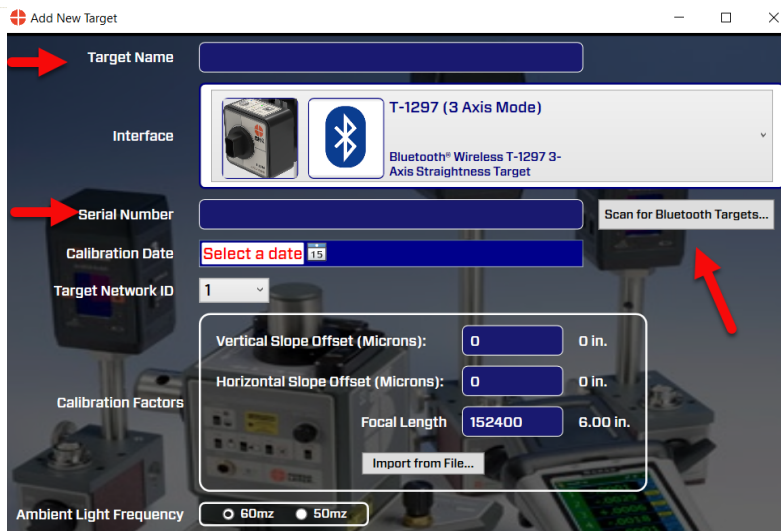 Add New Target
Target Name
T-1297 (3 Axis Mode)
Interface
Bluetooth® Wireless T-1297 3-
Axis Straightness Target
Serial Number
Scan for Bluetooth Targets...
Calibration Date
Select a date 15
Target Network ID
1
Vertical Slope Offset (Microns): 0 0 in.
Horizontal Slope Offset (Microns): 0 0 in.
Calibration Factors
Focal Length 152400 6.00 in.
Import from File...
Ambient Light Frequency
60mz 50mz